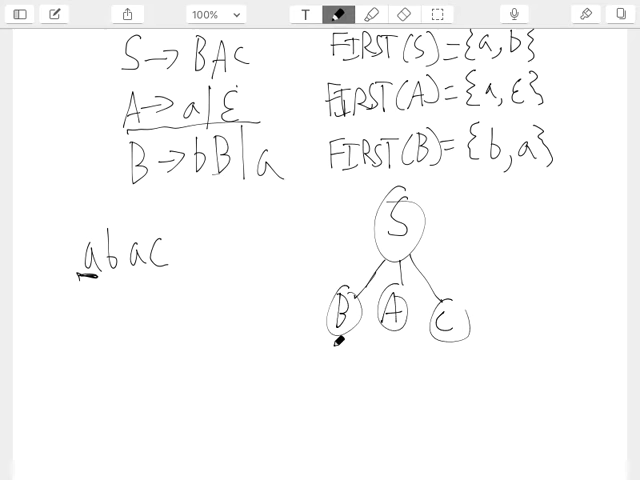 100%
T
S→BAc
FIRST(S)={a,b}
A→a|ε
FIRST(A)={a,ε}
B→bB|a
FIRST(B)={b,a}
S
abac
B A C